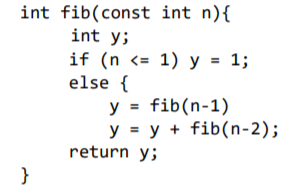 int fib(const int n){
    int y;
    if (n <= 1) y = 1;
    else {
        y = fib(n-1)
        y = y + fib(n-2);
    return y;
}